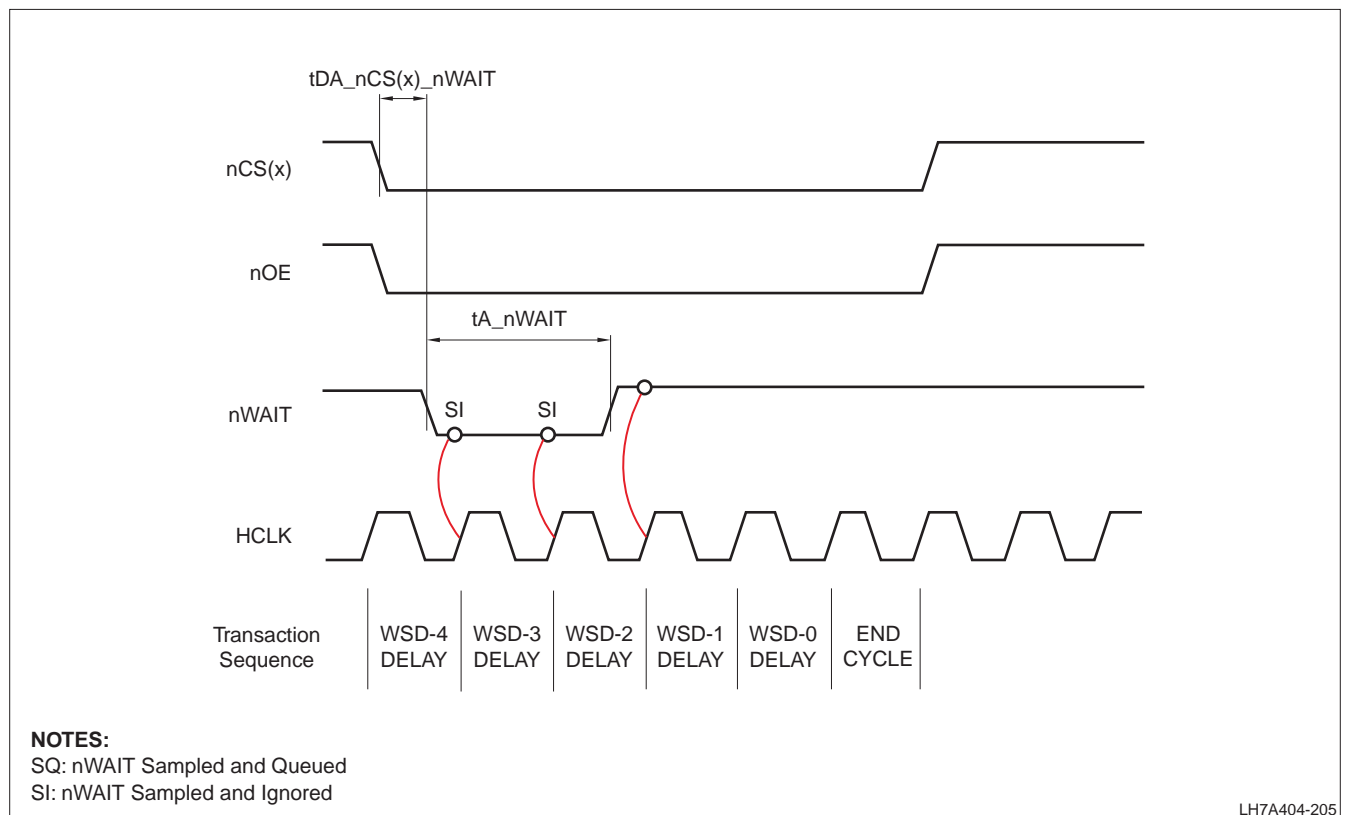 tDA_nCS(x)_nWAIT
nCS(x)
nOE
tA_nWAIT
nWAIT
SI
SI
HCLK
Transaction
Sequence
WSD-4
DELAY
WSD-3
DELAY
WSD-2
DELAY
WSD-1
DELAY
WSD-0
DELAY
END
CYCLE
NOTES:
SQ: nWAIT Sampled and Queued
SI: nWAIT Sampled and Ignored
LH7A404-205